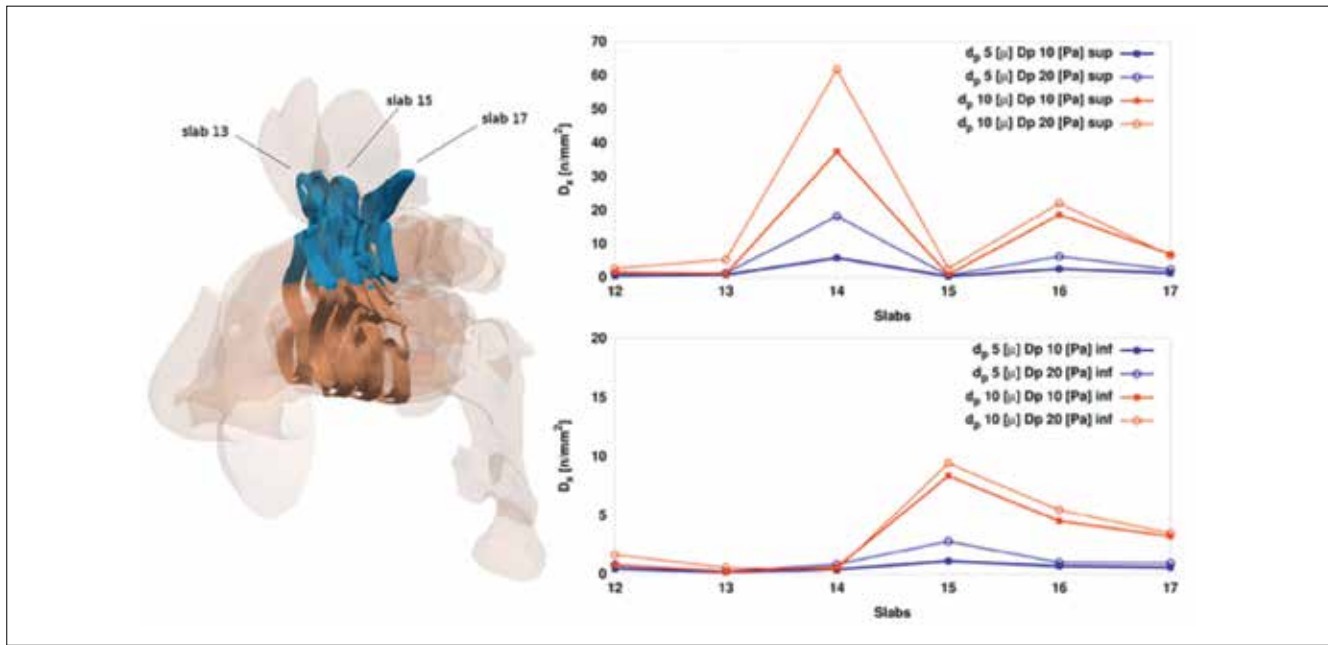 slab 13
slab 15
slab 17
70
60
50
40
30
20
10
0
Dₛ [n/mm²]
dₚ 5 [μ] Dp 10 [Pa] sup
dₚ 5 [μ] Dp 20 [Pa] sup
dₚ 10 [μ] Dp 10 [Pa] sup
dₚ 10 [μ] Dp 20 [Pa] sup
12 13 14 15 16 17
Slabs
20
15
10
5
0
Dₛ [n/mm²]
dₚ 5 [μ] Dp 10 [Pa] inf
dₚ 5 [μ] Dp 20 [Pa] inf
dₚ 10 [μ] Dp 10 [Pa] inf
dₚ 10 [μ] Dp 20 [Pa] inf
12 13 14 15 16 17
Slabs